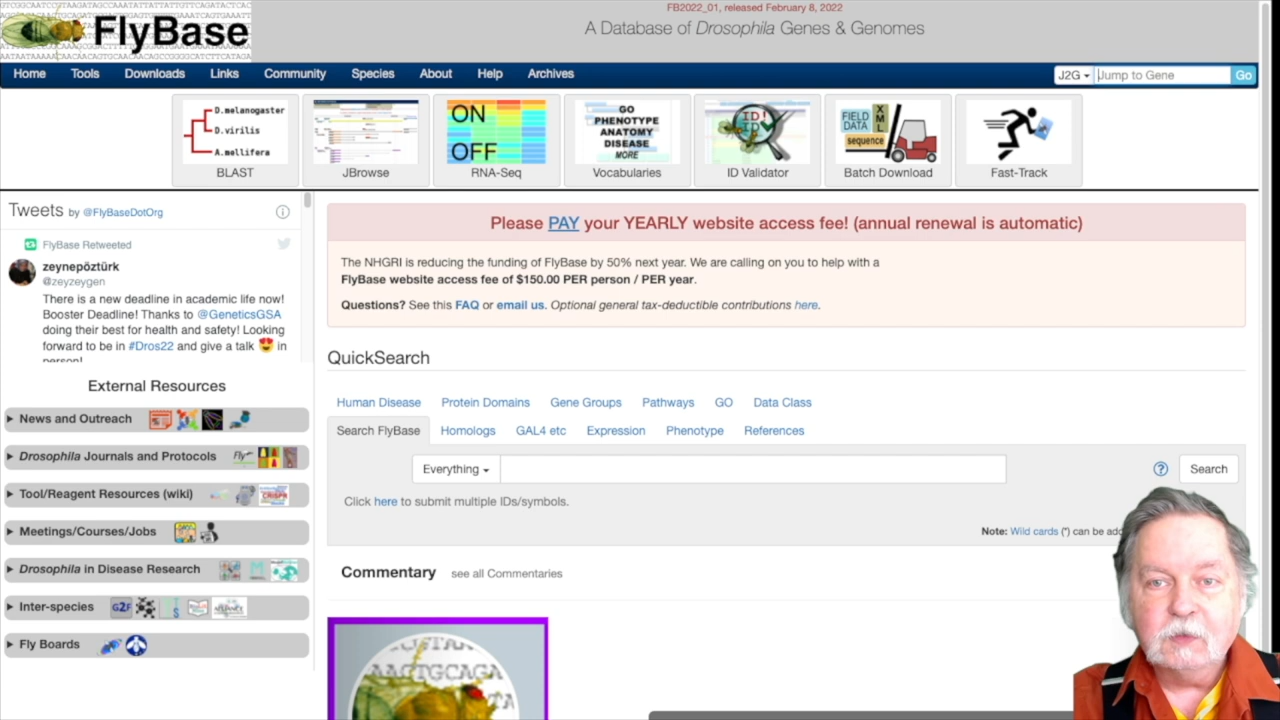 FB2022_01, released February 8, 2022
FlyBase
A Database of Drosophila Genes & Genomes
Home Tools Downloads Links Community Species About Help Archives
J2G Jump to Gene Go
D.melanogaster
D.virilis
A.mellifera
BLAST
JBrowse
ON
OFF
RNA-Seq
GO
PHENOTYPE
ANATOMY
DISEASE
MORE
Vocabularies
ID!
ID Validator
FIELD
DATA
sequence
XML
Batch Download
Fast-Track
Tweets by @FlyBaseDotOrg
FlyBase Retweeted
zeynepöztürk
@zeyzeygen
There is a new deadline in academic life now!
Booster Deadline! Thanks to @GeneticsGSA
doing their best for health and safety! Looking
forward to be in #Dros22 and give a talk 😍 in
person!
External Resources
News and Outreach
Drosophila Journals and Protocols
Tool/Reagent Resources (wiki)
CRISPR
Meetings/Courses/Jobs
Drosophila in Disease Research
Inter-species
G2F
Fly Boards
Please PAY your YEARLY website access fee! (annual renewal is automatic)
The NHGRI is reducing the funding of FlyBase by 50% next year. We are calling on you to help with a
FlyBase website access fee of $150.00 PER person / PER year.
Questions? See this FAQ or email us. Optional general tax-deductible contributions here.
QuickSearch
Human Disease Protein Domains Gene Groups Pathways GO Data Class
Search FlyBase Homologs GAL4 etc Expression Phenotype References
Everything
? Search
Click here to submit multiple IDs/symbols.
Note: Wild cards (*) can be add
Commentary see all Commentaries
AAGTGCAGA